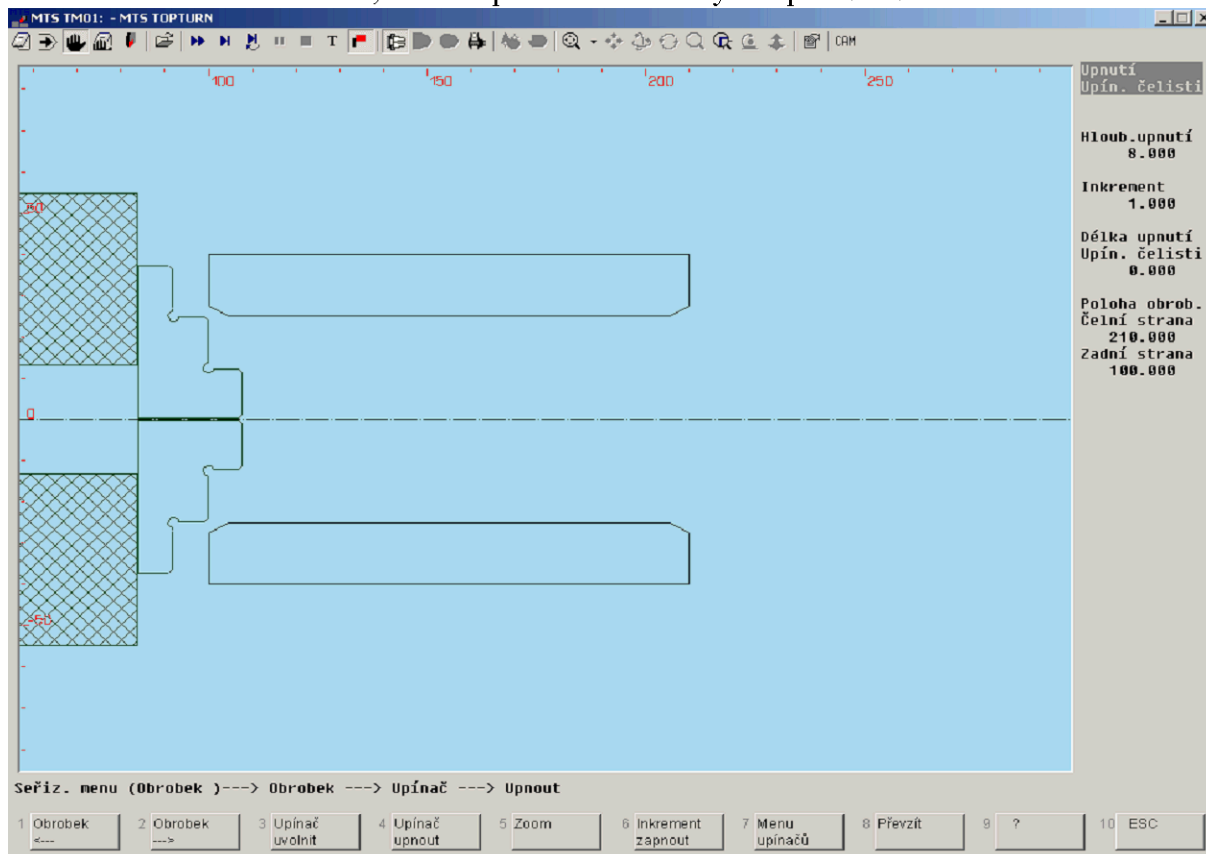 MTS TM01: - MTS TOPTURN
T CAM
100 150 200 250
Upnutí
Upín. čelisti
Hloub.upnutí
8.000
Inkrement
1.000
Délka upnutí
Upín. čelisti
0.000
Poloha obrob.
Čelní strana
210.000
Zadní strana
100.000
50
0
-50
Seřiz. menu (Obrobek )---> Obrobek ---> Upínač ---> Upnout
1 Obrobek <---
2 Obrobek --->
3 Upínač uvolnit
4 Upínač upnout
5 Zoom
6 Inkrement zapnout
7 Menu upínačů
8 Převzít
9 ?
10 ESC